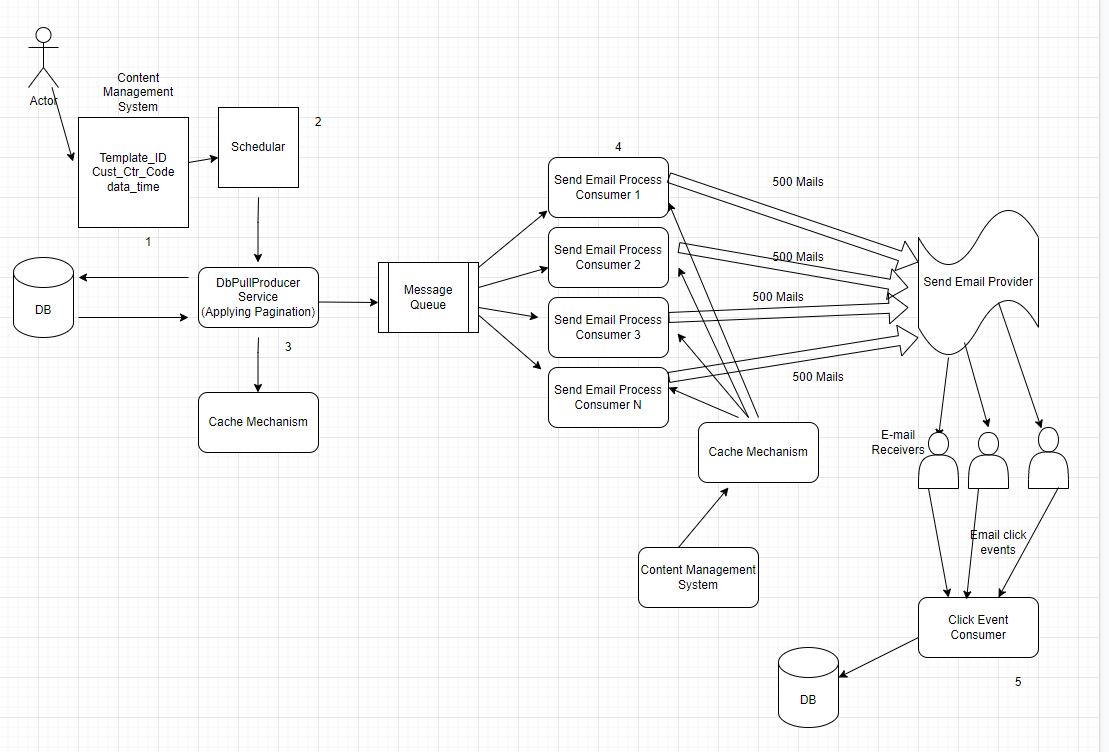 Actor
Content
Management
System
Template_ID
Cust_Ctr_Code
data_time
1
Schedular
2
DB
DbPullProducer
Service
(Applying Pagination)
3
Cache Mechanism
Message
Queue
4
Send Email Process
Consumer 1
Send Email Process
Consumer 2
Send Email Process
Consumer 3
Send Email Process
Consumer N
500 Mails
500 Mails
500 Mails
500 Mails
Send Email Provider
Cache Mechanism
Content Management
System
E-mail
Receivers
Email click
events
Click Event
Consumer
5
DB